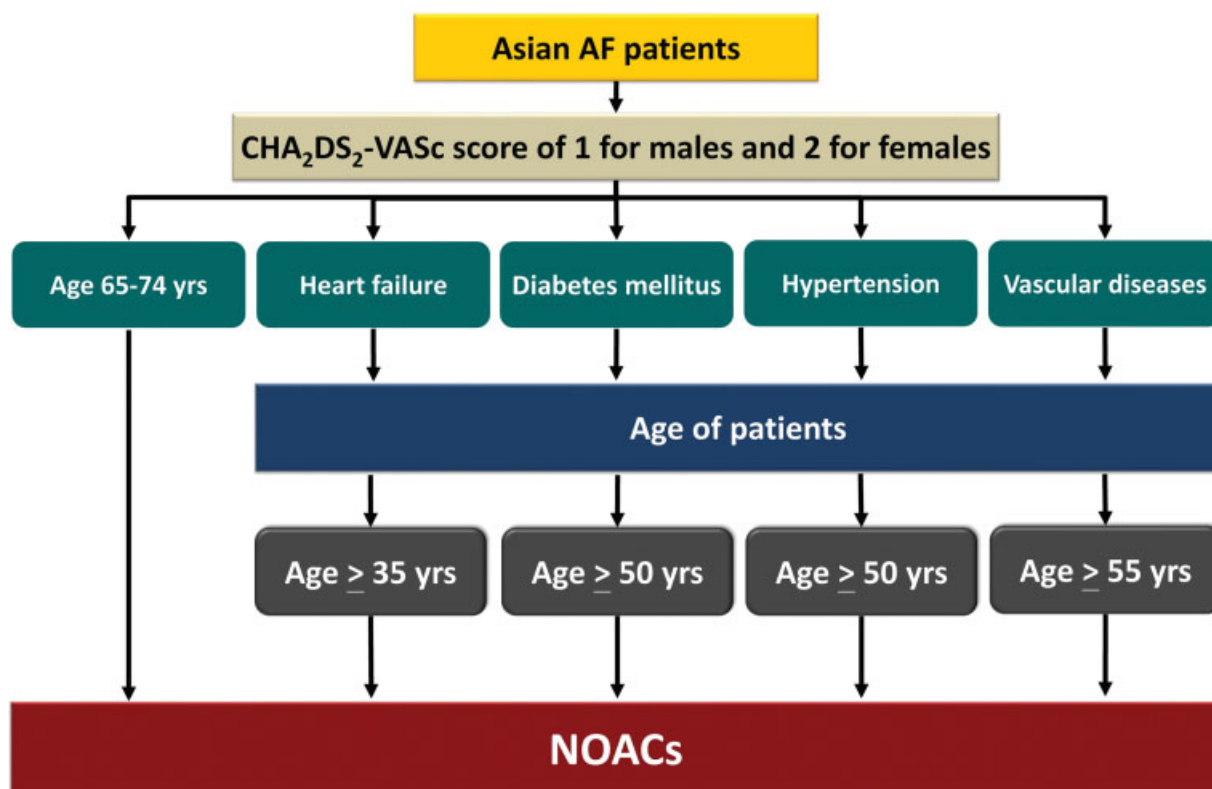 Asian AF patients
CHA₂DS₂-VASc score of 1 for males and 2 for females
Age 65-74 yrs
Heart failure
Diabetes mellitus
Hypertension
Vascular diseases
Age of patients
Age ≥ 35 yrs
Age ≥ 50 yrs
Age ≥ 50 yrs
Age ≥ 55 yrs
NOACs